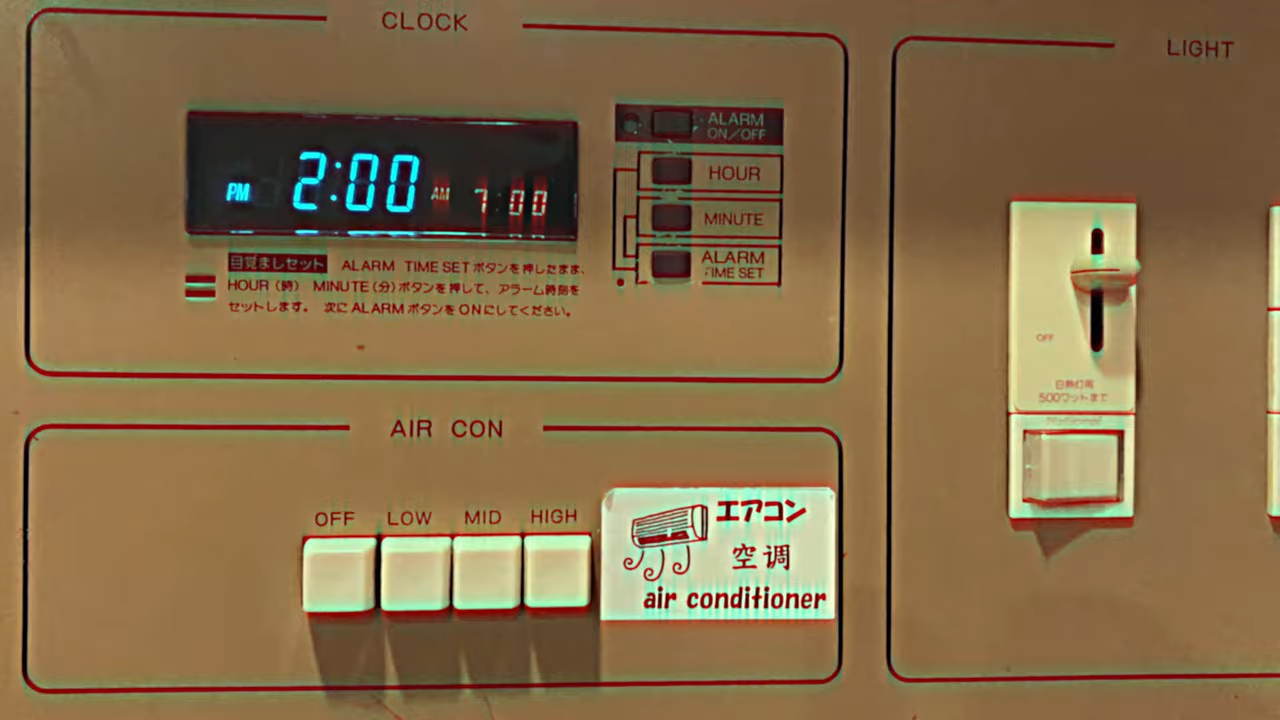 CLOCK
PM 2:00 AM 7:00
ALARM
ON/OFF
HOUR
MINUTE
ALARM
TIME SET
目覚ましセット ALARM TIME SETボタンを押したまま、
HOUR(時) MINUTE(分)ボタンを押して、アラーム時刻を
セットします。 次にALARMボタンをONにしてください。
AIR CON
OFF LOW MID HIGH
エアコン
空调
air conditioner
LIGHT
OFF
白熱灯用
500ワットまで
National